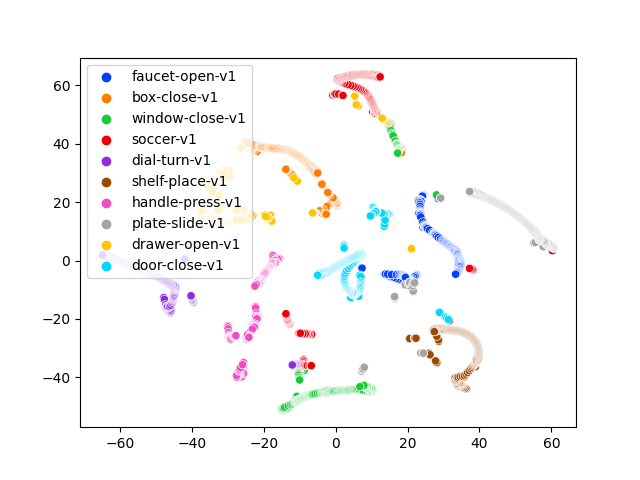 faucet-open-v1
box-close-v1
window-close-v1
soccer-v1
dial-turn-v1
shelf-place-v1
handle-press-v1
plate-slide-v1
drawer-open-v1
door-close-v1
60
40
20
0
−20
−40
−60 −40 −20 0 20 40 60